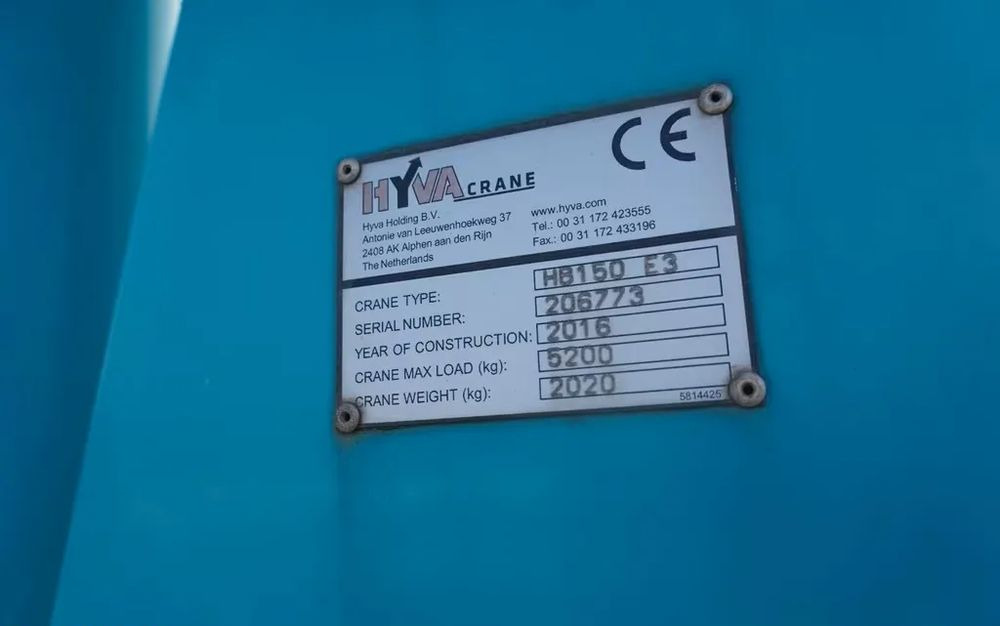 HYVA CRANE
CE
Hyva Holding B.V.
Antonie van Leeuwenhoekweg 37
2408 AK Alphen aan den Rijn
The Netherlands
www.hyva.com
Tel.: 00 31 172 423555
Fax.: 00 31 172 433196
CRANE TYPE: HB150 E3
SERIAL NUMBER: 206773
YEAR OF CONSTRUCTION: 2016
CRANE MAX LOAD (kg): 5200
CRANE WEIGHT (kg): 2020
5814425